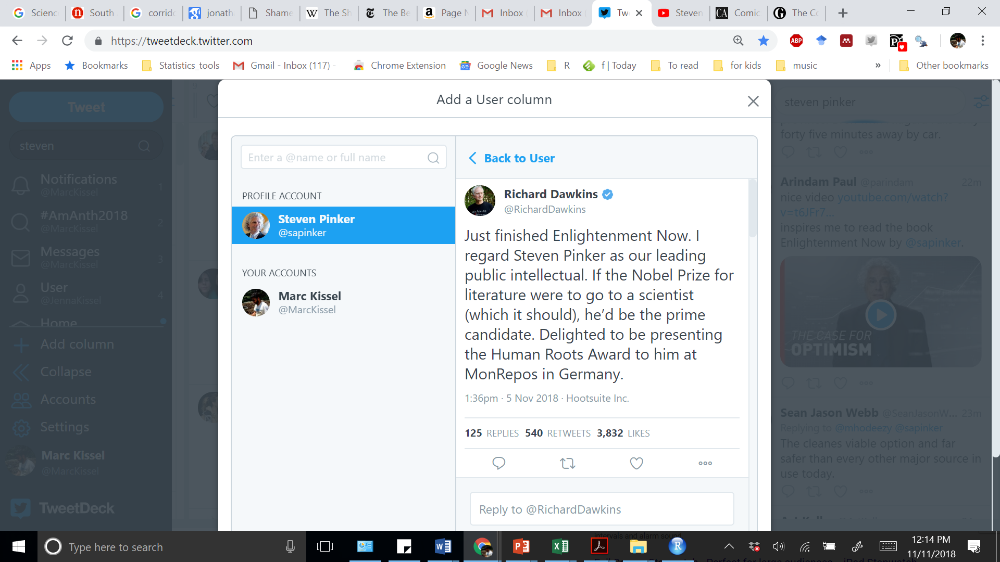 Scienc
South
corrido
jonath
Shame
The Sh
The Be
Page N
Inbox (
Inbox (
Tw
Steven
Comic
The Co
https://tweetdeck.twitter.com
ABP
Apps
Bookmarks
Statistics_tools
Gmail - Inbox (117) -
Chrome Extension
Google News
R
f | Today
To read
for kids
music
»
Other bookmarks
Tweet
steven
Notifications
@MarcKissel 1
#AmAnth2018
@MarcKissel 2
Messages
@MarcKissel 3
User
@JennaKissel 4
Home
Add column
Collapse
Accounts
Settings
Marc Kissel
@MarcKissel
TweetDeck
Add a User column
Enter a @name or full name
PROFILE ACCOUNT
Steven Pinker
@sapinker
YOUR ACCOUNTS
Marc Kissel
@MarcKissel
Back to User
Richard Dawkins
@RichardDawkins
Just finished Enlightenment Now. I
regard Steven Pinker as our leading
public intellectual. If the Nobel Prize for
literature were to go to a scientist
(which it should), he’d be the prime
candidate. Delighted to be presenting
the Human Roots Award to him at
MonRepos in Germany.
1:36pm · 5 Nov 2018 · Hootsuite Inc.
125 REPLIES 540 RETWEETS 3,832 LIKES
Reply to @RichardDawkins
steven pinker
forty five minutes away by car.
Arindam Paul @parindam 22m
nice video youtube.com/watch?
v=t6JFr7...
inspires me to read the book
Enlightenment Now by @sapinker.
THE CASE FOR
OPTIMISM
Sean Jason Webb @SeanJasonW... 23m
Replying to @mhodeezy @sapinker
The cleanes viable option and far
safer than every other major source in
use today.
intervals and alarm sound
Type here to search
12:14 PM
11/11/2018